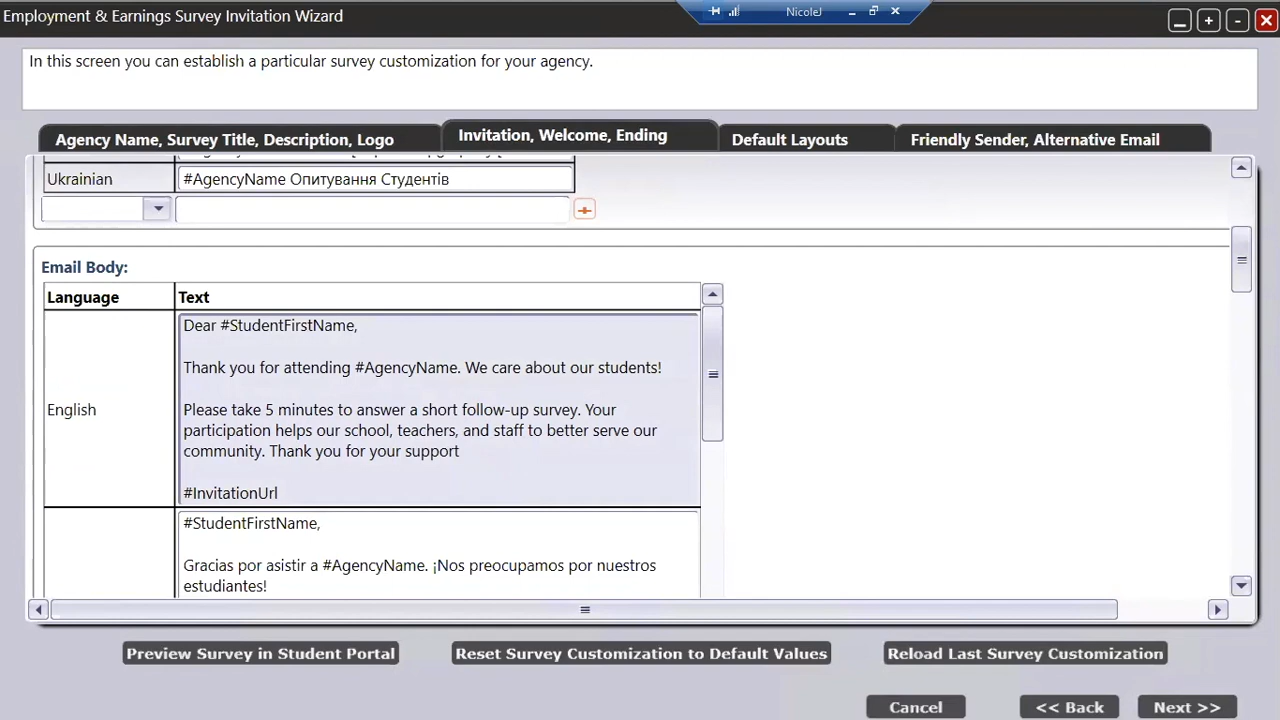 Employment & Earnings Survey Invitation Wizard
NicoleJ
In this screen you can establish a particular survey customization for your agency.
Agency Name, Survey Title, Description, Logo
Invitation, Welcome, Ending
Default Layouts
Friendly Sender, Alternative Email
Ukrainian
#AgencyName Опитування Студентів
Email Body:
Language
Text
English
Dear #StudentFirstName,
Thank you for attending #AgencyName. We care about our students!
Please take 5 minutes to answer a short follow-up survey. Your
participation helps our school, teachers, and staff to better serve our
community. Thank you for your support
#InvitationUrl
#StudentFirstName,
Gracias por asistir a #AgencyName. ¡Nos preocupamos por nuestros
estudiantes!
Preview Survey in Student Portal
Reset Survey Customization to Default Values
Reload Last Survey Customization
Cancel
<< Back
Next >>